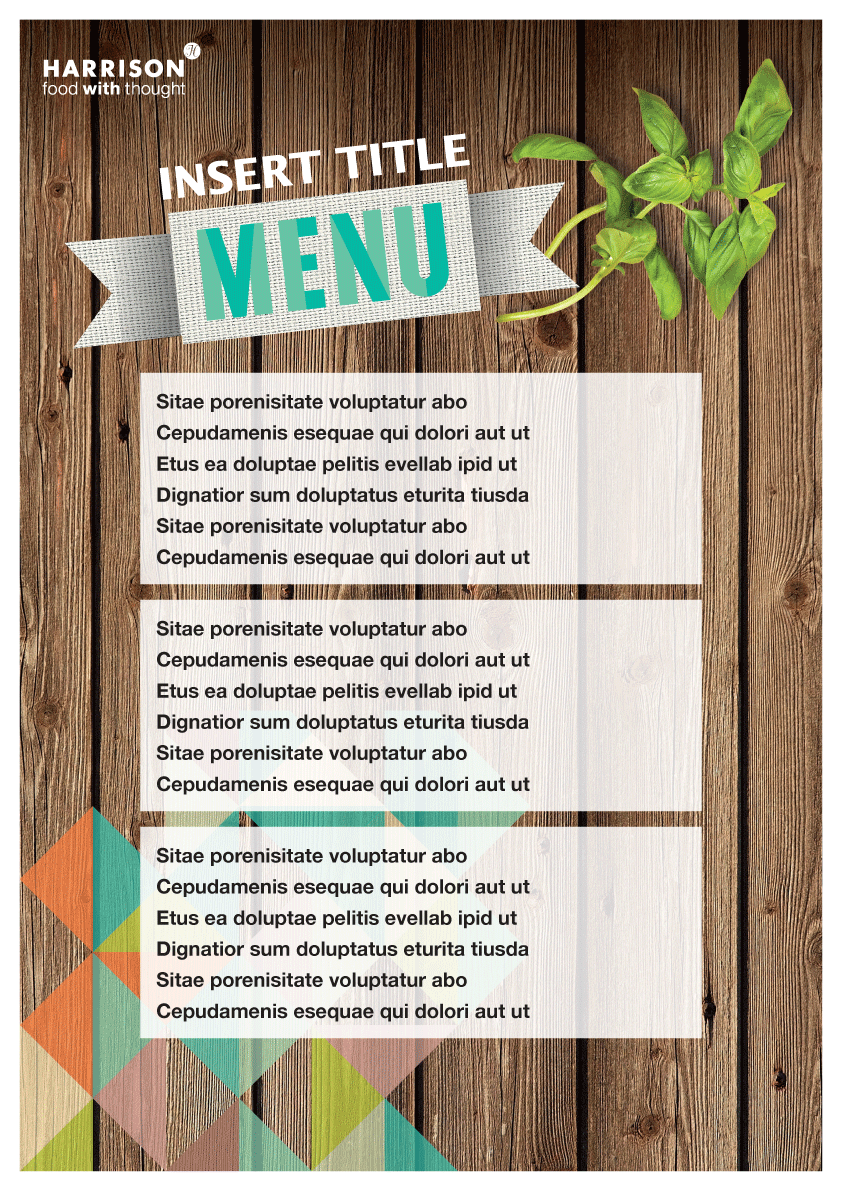 HARRISON
food with thought
INSERT TITLE
MENU
Sitae porenisitate voluptatur abo
Cepudamenis esequae qui dolori aut ut
Etus ea doluptae pelitis evellab ipid ut
Dignatior sum doluptatus eturita tiusda
Sitae porenisitate voluptatur abo
Cepudamenis esequae qui dolori aut ut
Sitae porenisitate voluptatur abo
Cepudamenis esequae qui dolori aut ut
Etus ea doluptae pelitis evellab ipid ut
Dignatior sum doluptatus eturita tiusda
Sitae porenisitate voluptatur abo
Cepudamenis esequae qui dolori aut ut
Sitae porenisitate voluptatur abo
Cepudamenis esequae qui dolori aut ut
Etus ea doluptae pelitis evellab ipid ut
Dignatior sum doluptatus eturita tiusda
Sitae porenisitate voluptatur abo
Cepudamenis esequae qui dolori aut ut